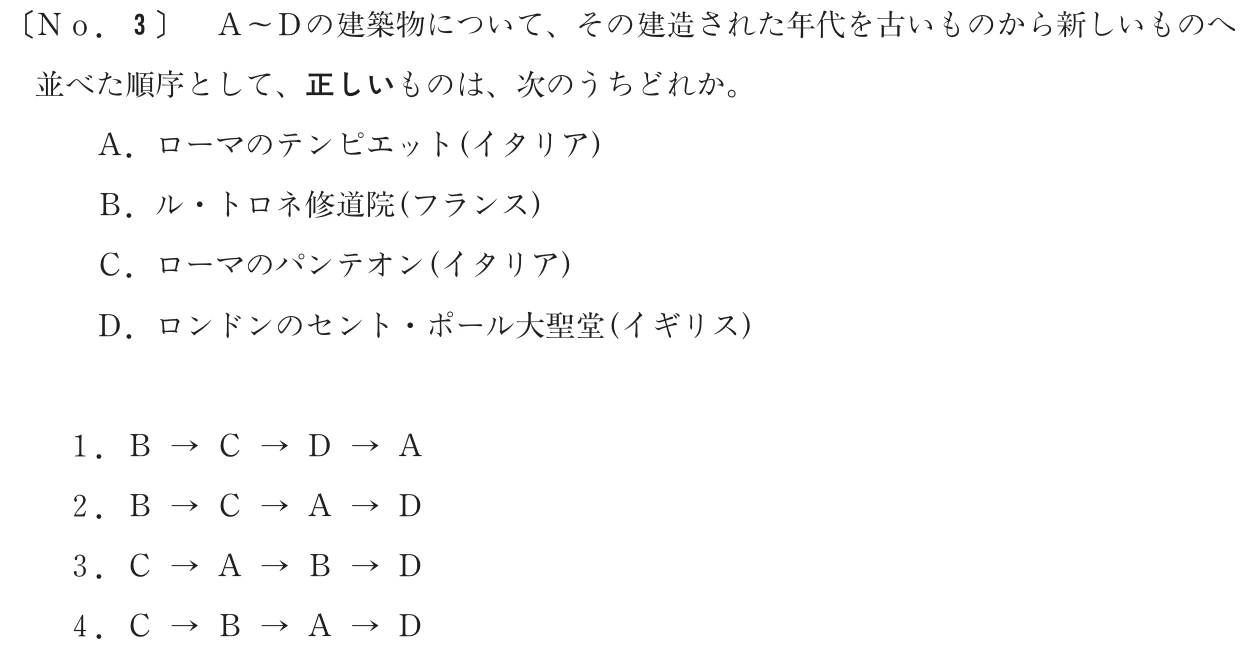 〔Ｎｏ．３〕　Ａ～Ｄの建築物について、その建造された年代を古いものから新しいものへ
並べた順序として、正しいものは、次のうちどれか。
Ａ．ローマのテンピエット(イタリア)
Ｂ．ル・トロネ修道院(フランス)
Ｃ．ローマのパンテオン(イタリア)
Ｄ．ロンドンのセント・ポール大聖堂(イギリス)
１．Ｂ → Ｃ → Ｄ → Ａ
２．Ｂ → Ｃ → Ａ → Ｄ
３．Ｃ → Ａ → Ｂ → Ｄ
４．Ｃ → Ｂ → Ａ → Ｄ